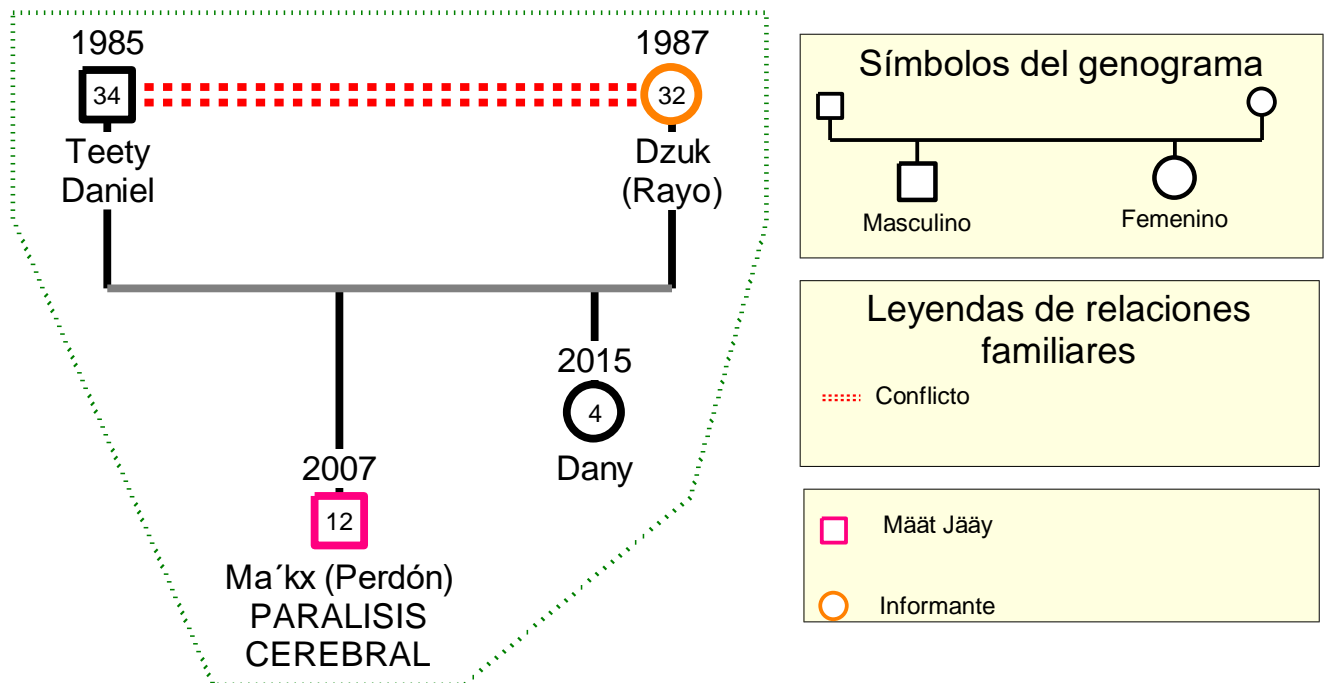 1985
34
Teety
Daniel
1987
32
Dzuk
(Rayo)
2015
4
Dany
2007
12
Ma´kx (Perdón)
PARALISIS
CEREBRAL
Símbolos del genograma
Masculino
Femenino
Leyendas de relaciones
familiares
Conflicto
Määt Jääy
Informante